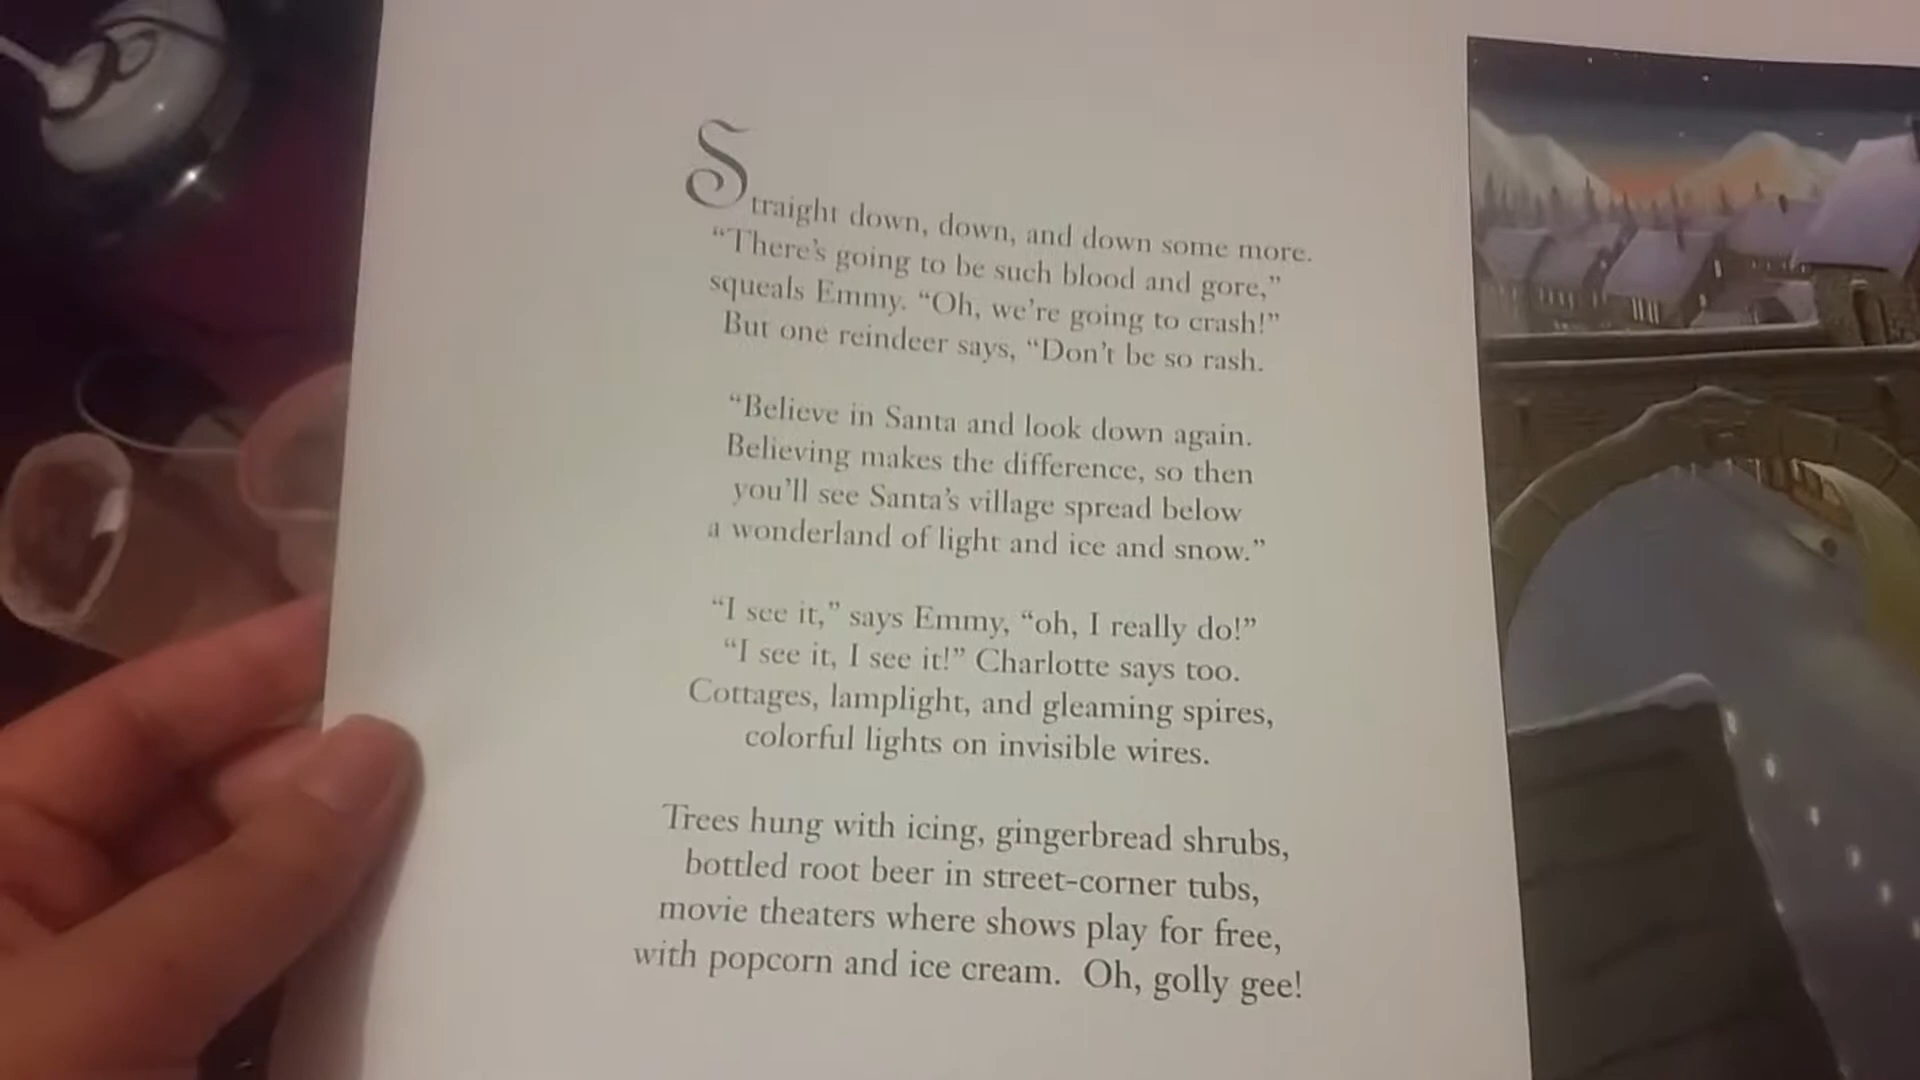 Straight down, down, and down some more.
“There’s going to be such blood and gore,”
squeals Emmy. “Oh, we’re going to crash!”
But one reindeer says, “Don’t be so rash.
“Believe in Santa and look down again.
Believing makes the difference, so then
you’ll see Santa’s village spread below
a wonderland of light and ice and snow.”
“I see it,” says Emmy, “oh, I really do!”
“I see it, I see it!” Charlotte says too.
Cottages, lamplight, and gleaming spires,
colorful lights on invisible wires.
Trees hung with icing, gingerbread shrubs,
bottled root beer in street-corner tubs,
movie theaters where shows play for free,
with popcorn and ice cream. Oh, golly gee!